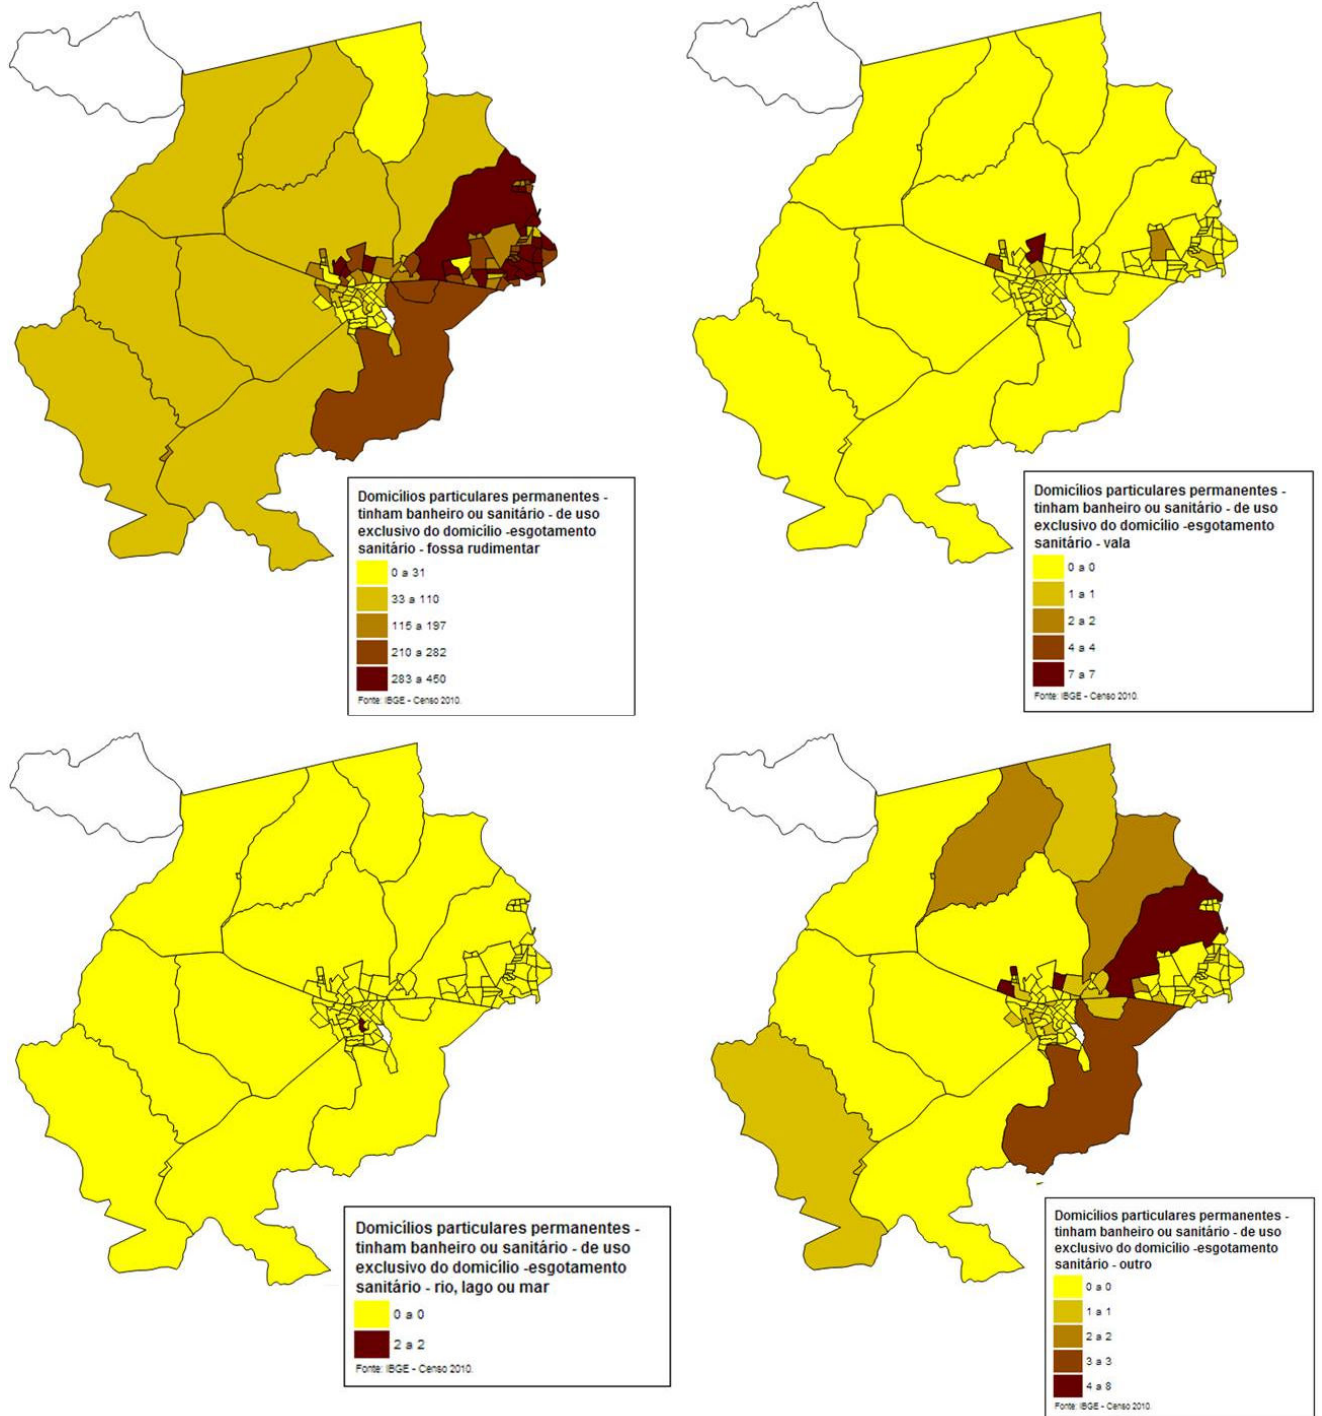 Domicílios particulares permanentes -
tinham banheiro ou sanitário - de uso
exclusivo do domicílio -esgotamento
sanitário - fossa rudimentar
0 a 31
33 a 110
115 a 197
210 a 282
283 a 450
Fonte: IBGE - Censo 2010.
Domicílios particulares permanentes -
tinham banheiro ou sanitário - de uso
exclusivo do domicílio -esgotamento
sanitário - vala
0 a 0
1 a 1
2 a 2
4 a 4
7 a 7
Fonte: IBGE - Censo 2010.
Domicílios particulares permanentes -
tinham banheiro ou sanitário - de uso
exclusivo do domicílio -esgotamento
sanitário - rio, lago ou mar
0 a 0
2 a 2
Fonte: IBGE - Censo 2010.
Domicílios particulares permanentes -
tinham banheiro ou sanitário - de uso
exclusivo do domicílio -esgotamento
sanitário - outro
0 a 0
1 a 1
2 a 2
3 a 3
4 a 8
Fonte: IBGE - Censo 2010.